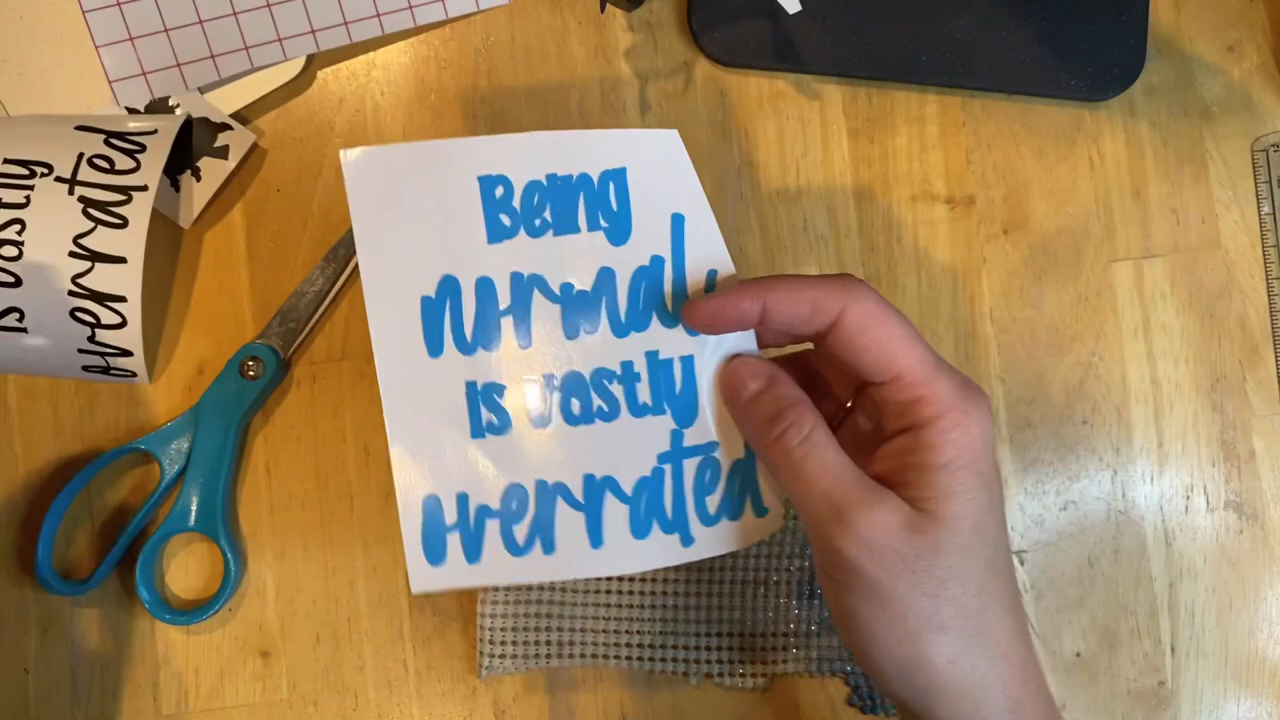 Being
normal
is vastly
overrated
is vastly
overrated